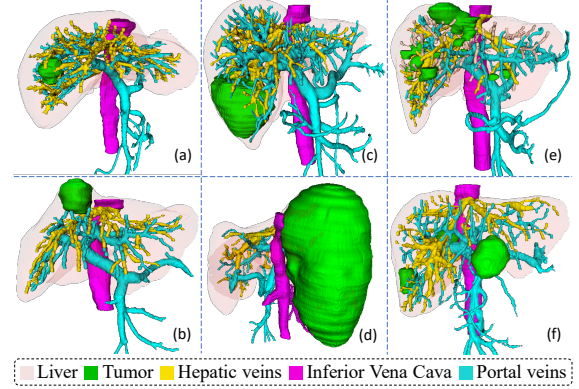 (a)
(c)
(e)
(b)
(d)
(f)
Liver Tumor Hepatic veins Inferior Vena Cava Portal veins